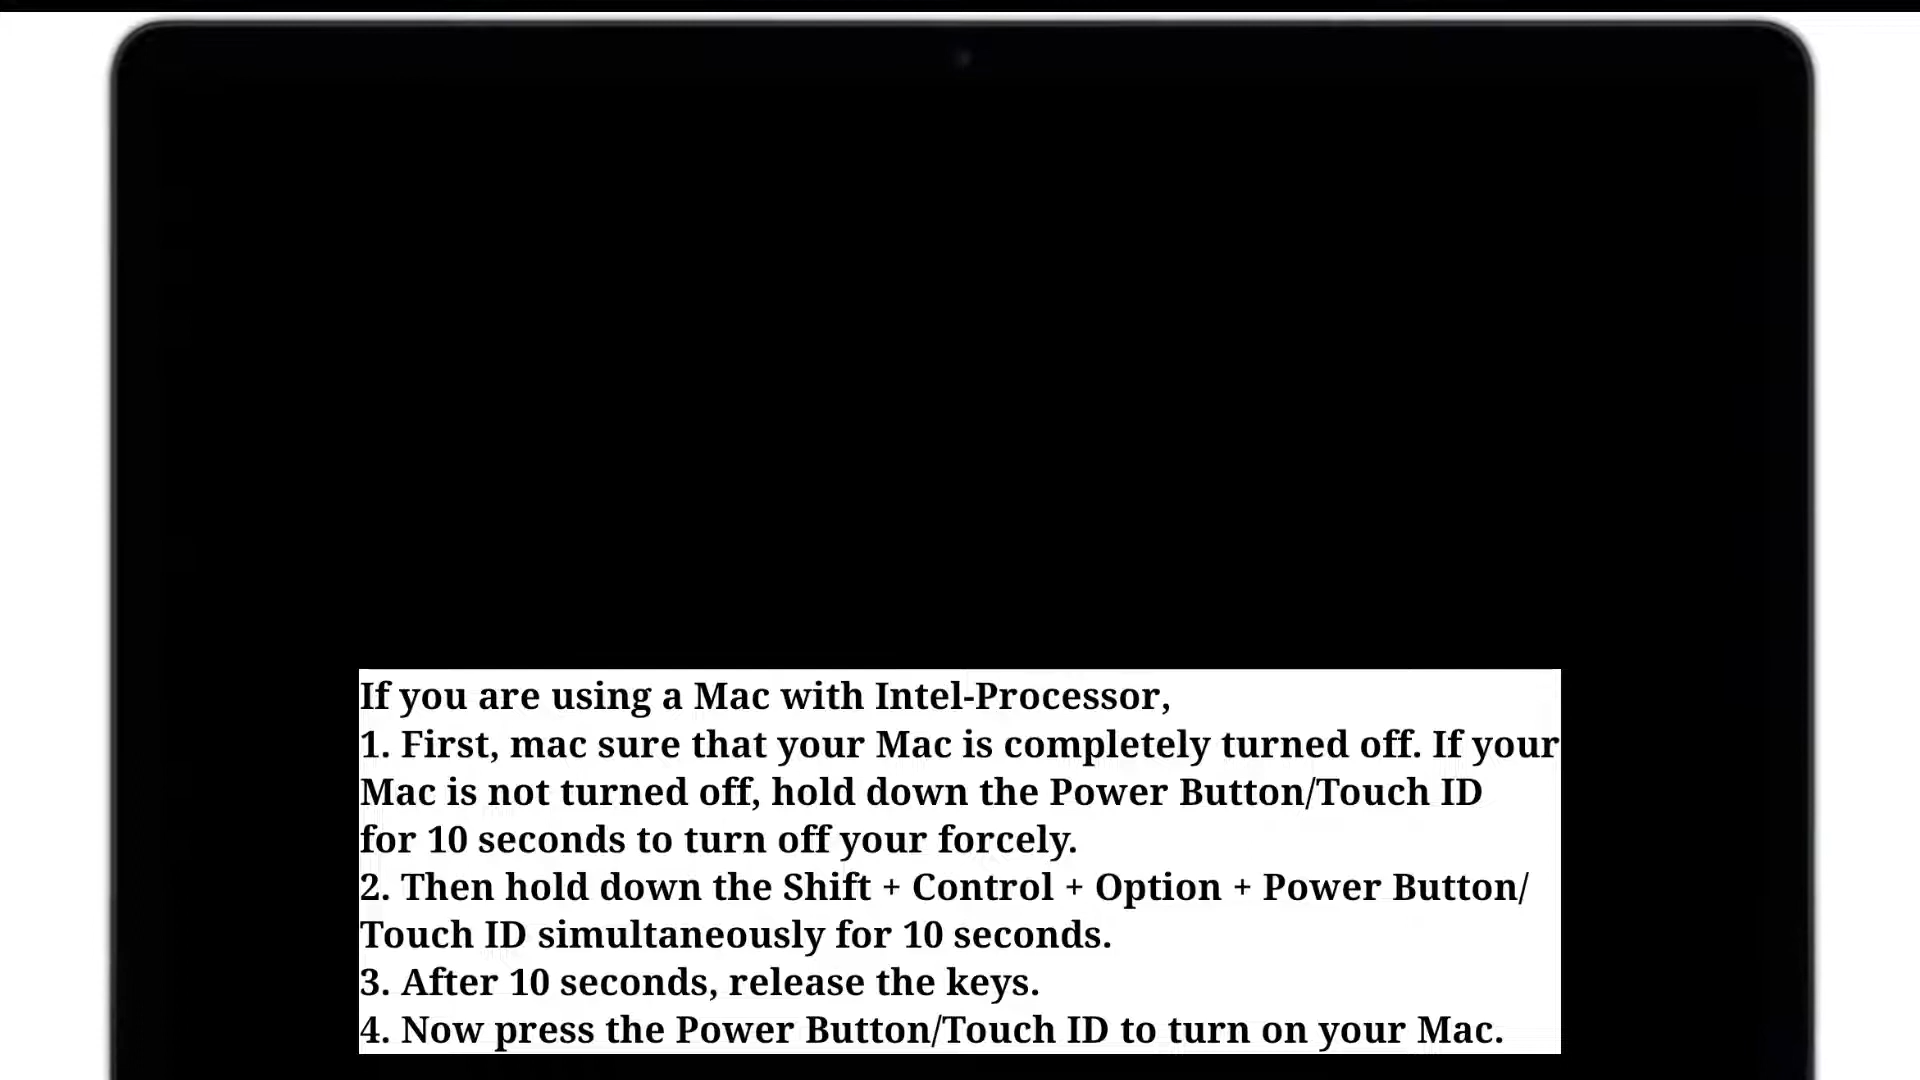 If you are using a Mac with Intel-Processor,
1. First, mac sure that your Mac is completely turned off. If your
Mac is not turned off, hold down the Power Button/Touch ID
for 10 seconds to turn off your forcely.
2. Then hold down the Shift + Control + Option + Power Button/
Touch ID simultaneously for 10 seconds.
3. After 10 seconds, release the keys.
4. Now press the Power Button/Touch ID to turn on your Mac.